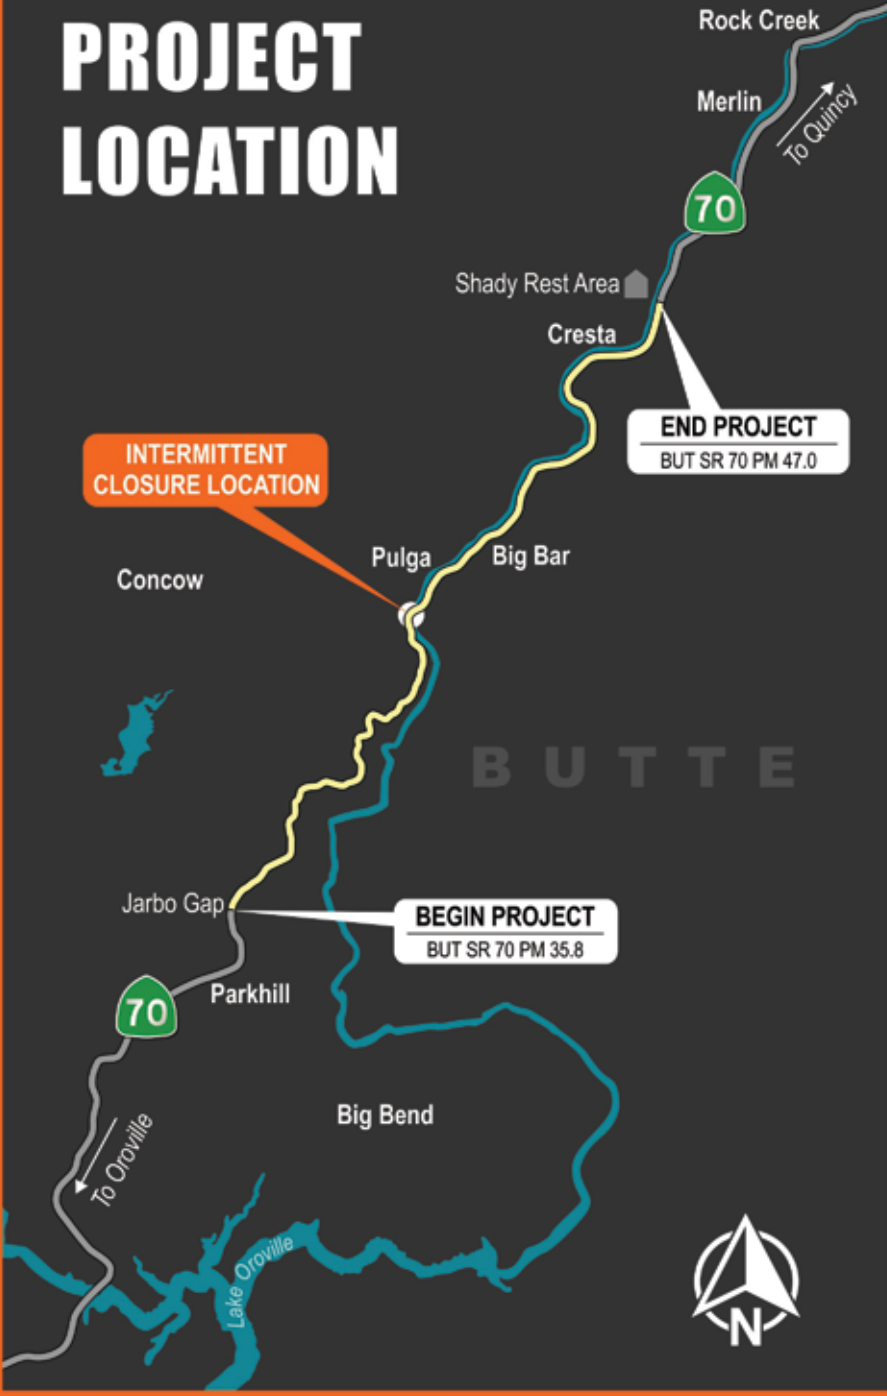 PROJECT
LOCATION
Rock Creek
Merlin
To Quincy
70
Shady Rest Area
Cresta
END PROJECT
BUT SR 70 PM 47.0
INTERMITTENT
CLOSURE LOCATION
Pulga
Big Bar
Concow
BUTTE
Jarbo Gap
BEGIN PROJECT
BUT SR 70 PM 35.8
Parkhill
70
Big Bend
To Oroville
Lake Oroville
N